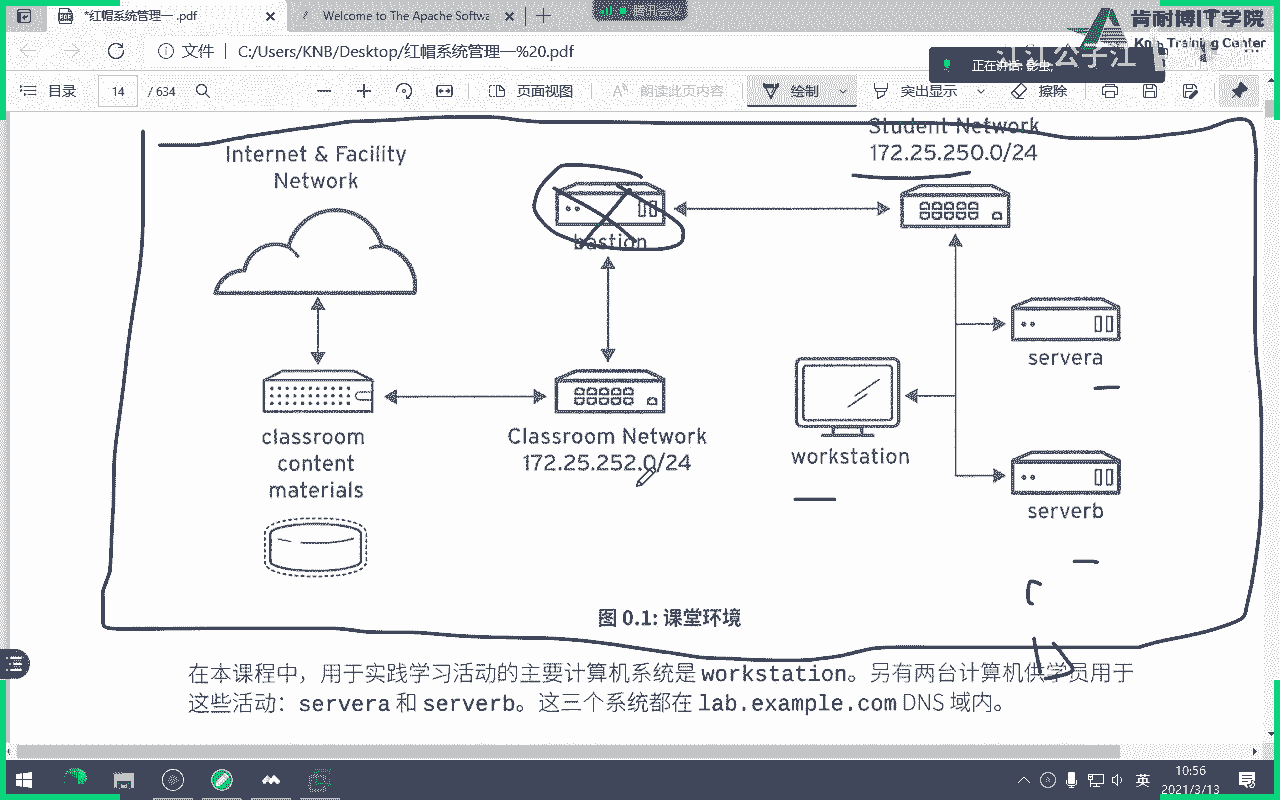 *红帽系统管理一 .pdf
Welcome to The Apache Softwa
腾讯会议
肯耐博IT学院
Knb Training Center
江江公子江
文件
C:/Users/KNB/Desktop/红帽系统管理一%20.pdf
正在讲话: 彭虫;
目录
14
/ 634
页面视图
朗读此页内容
绘制
突出显示
擦除
Student Network
172.25.250.0/24
Internet & Facility
Network
bastion
servera
classroom
content
materials
Classroom Network
172.25.252.0/24
workstation
serverb
图 0.1: 课堂环境
在本课程中，用于实践学习活动的主要计算机系统是 workstation。另有两台计算机供学员用于
这些活动：servera 和 serverb。这三个系统都在 lab.example.com DNS 域内。
英
10:56
2021/3/13